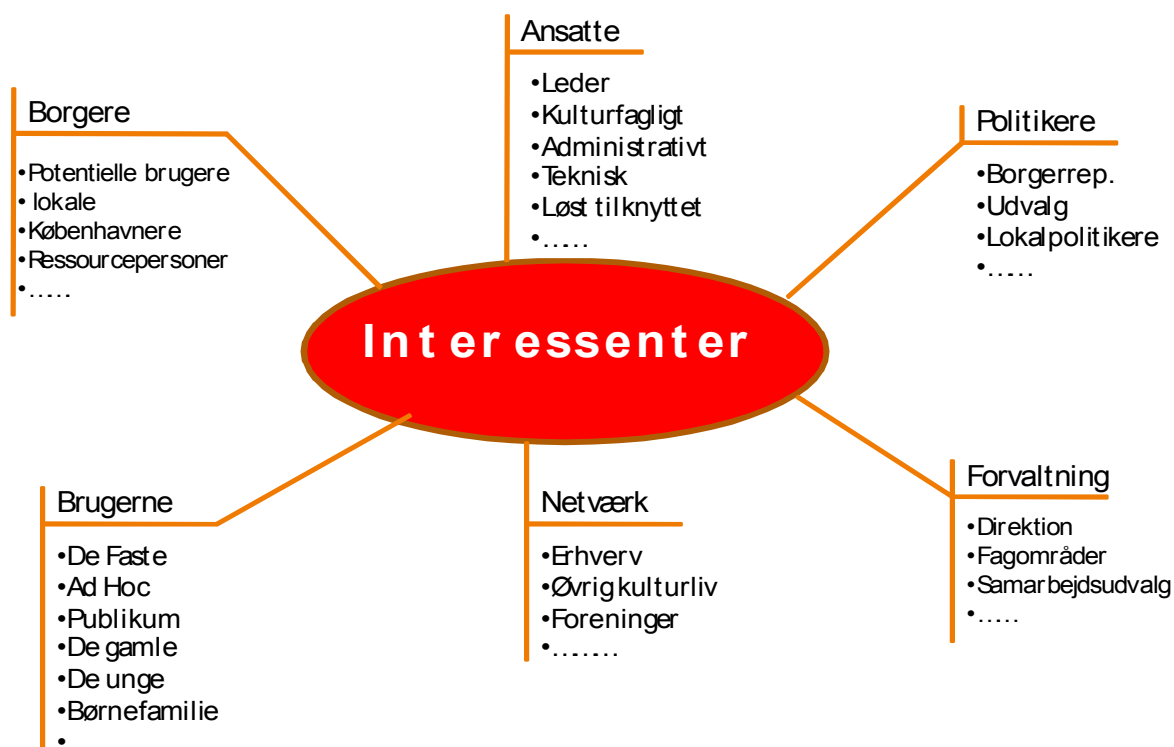 Ansatte
•Leder
•Kulturfagligt
•Administrativt
•Teknisk
•Løst tilknyttet
•……
Borgere
•Potentielle brugere
• lokale
•Københavnere
•Ressourcepersoner
•……
Politikere
•Borgerrep.
•Udvalg
•Lokalpolitikere
•……
Interessenter
Brugerne
•De Faste
•Ad Hoc
•Publikum
•De gamle
•De unge
•Børnefamilie
•
Netværk
•Erhverv
•Øvrig kulturliv
•Foreninger
•………
Forvaltning
•Direktion
•Fagområder
•Samarbejdsudvalg
•…..